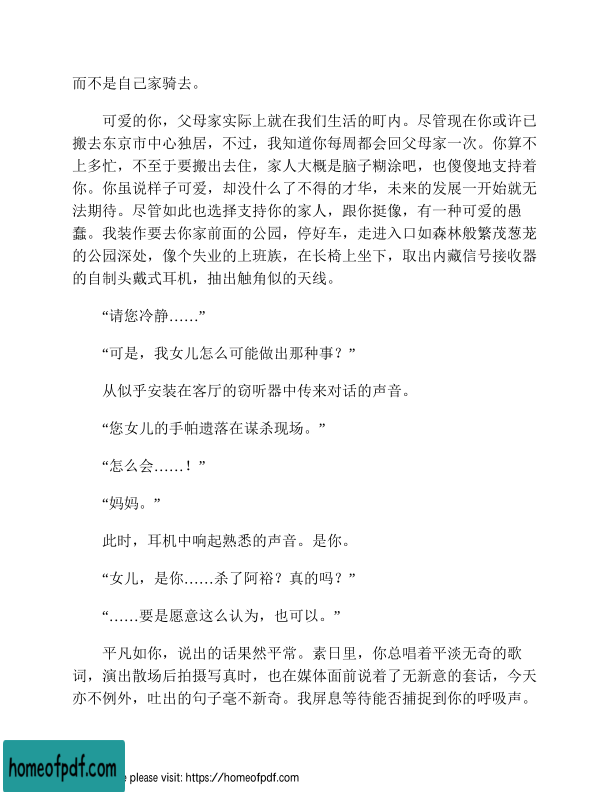 而不是自己家骑去。
可爱的你，父母家实际上就在我们生活的町内。尽管现在你或许已
搬去东京市中心独居，不过，我知道你每周都会回父母家一次。你算不
上多忙，不至于要搬出去住，家人大概是脑子糊涂吧，也傻傻地支持着
你。你虽说样子可爱，却没什么了不得的才华，未来的发展一开始就无
法期待。尽管如此也选择支持你的家人，跟你挺像，有一种可爱的愚
蠢。我装作要去你家前面的公园，停好车，走进入口如森林般繁茂葱茏
的公园深处，像个失业的上班族，在长椅上坐下，取出内藏信号接收器
的自制头戴式耳机，抽出触角似的天线。
“请您冷静……”
“可是，我女儿怎么可能做出那种事？”
从似乎安装在客厅的窃听器中传来对话的声音。
“您女儿的手帕遗落在谋杀现场。”
“怎么会……！”
“妈妈。”
此时，耳机中响起熟悉的声音。是你。
“女儿，是你……杀了阿裕？真的吗？”
“……要是愿意这么认为，也可以。”
平凡如你，说出的话果然平常。素日里，你总唱着平淡无奇的歌
词，演出散场后拍摄写真时，也在媒体面前说着了无新意的套话，今天
亦不例外，吐出的句子毫不新奇。我屏息等待能否捕捉到你的呼吸声。
homeofpdf.com
e please visit: https://homeofpdf.com